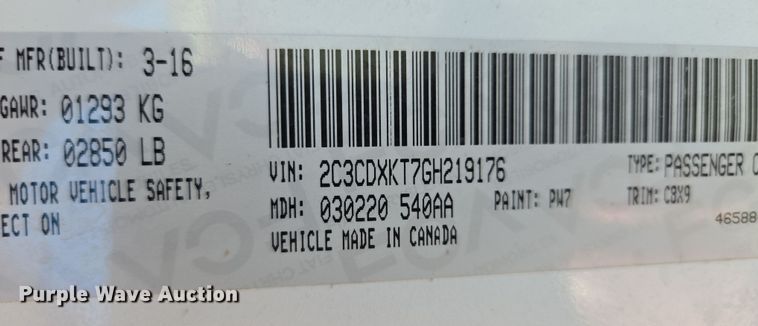 F MFR(BUILT): 3-16
GAWR: 01293 KG
REAR: 02850 LB
MOTOR VEHICLE SAFETY,
ECT ON
VIN: 2C3CDXKT7GH219176
TYPE: PASSENGER C
MDH: 030220 540AA
PAINT: PW7
TRIM: C8X9
VEHICLE MADE IN CANADA
46588
Purple Wave Auction